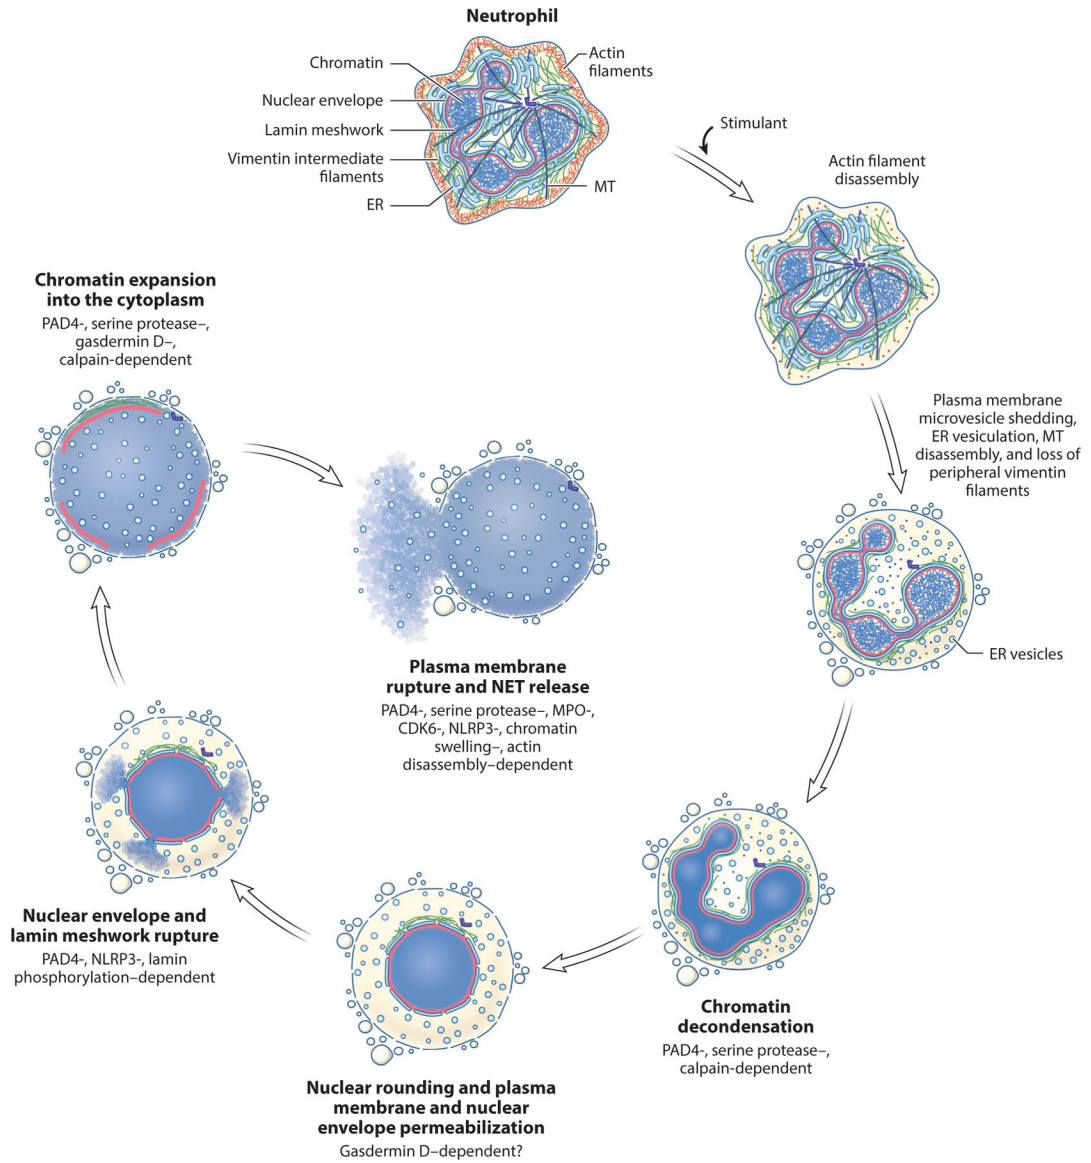 Neutrophil
Chromatin
Actin
filaments
Nuclear envelope
Lamin meshwork
Vimentin intermediate
filaments
ER
MT
Stimulant
Actin filament
disassembly
Plasma membrane
microvesicle shedding,
ER vesiculation, MT
disassembly, and loss of
peripheral vimentin
filaments
ER vesicles
Chromatin
decondensation
PAD4-, serine protease–,
calpain-dependent
Nuclear rounding and plasma
membrane and nuclear
envelope permeabilization
Gasdermin D–dependent?
Nuclear envelope and
lamin meshwork rupture
PAD4-, NLRP3-, lamin
phosphorylation–dependent
Chromatin expansion
into the cytoplasm
PAD4-, serine protease–,
gasdermin D–,
calpain-dependent
Plasma membrane
rupture and NET release
PAD4-, serine protease–, MPO-,
CDK6-, NLRP3-, chromatin
swelling–, actin
disassembly–dependent